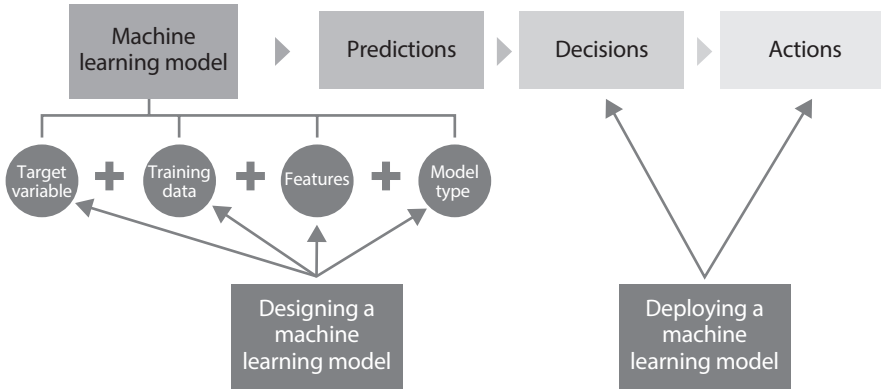 Machine
learning model
Predictions
Decisions
Actions
Target
variable
Training
data
Features
Model
type
Designing a
machine
learning model
Deploying a
machine
learning model